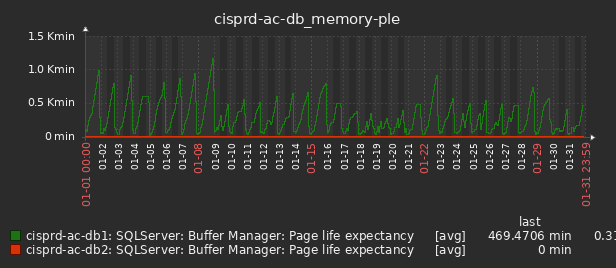 cisprd-ac-db_memory-ple
1.5 Kmin
1.0 Kmin
0.5 Kmin
0 min
01-01 00:00 01-02 01-03 01-04 01-05 01-06 01-07 01-08 01-09 01-10 01-11 01-12 01-13 01-14 01-15 01-16 01-17 01-18 01-19 01-20 01-21 01-22 01-23 01-24 01-25 01-26 01-27 01-28 01-29 01-30 01-31 01-31 23:59
last
cisprd-ac-db1: SQLServer: Buffer Manager: Page life expectancy [avg] 469.4706 min
cisprd-ac-db2: SQLServer: Buffer Manager: Page life expectancy [avg] 0 min